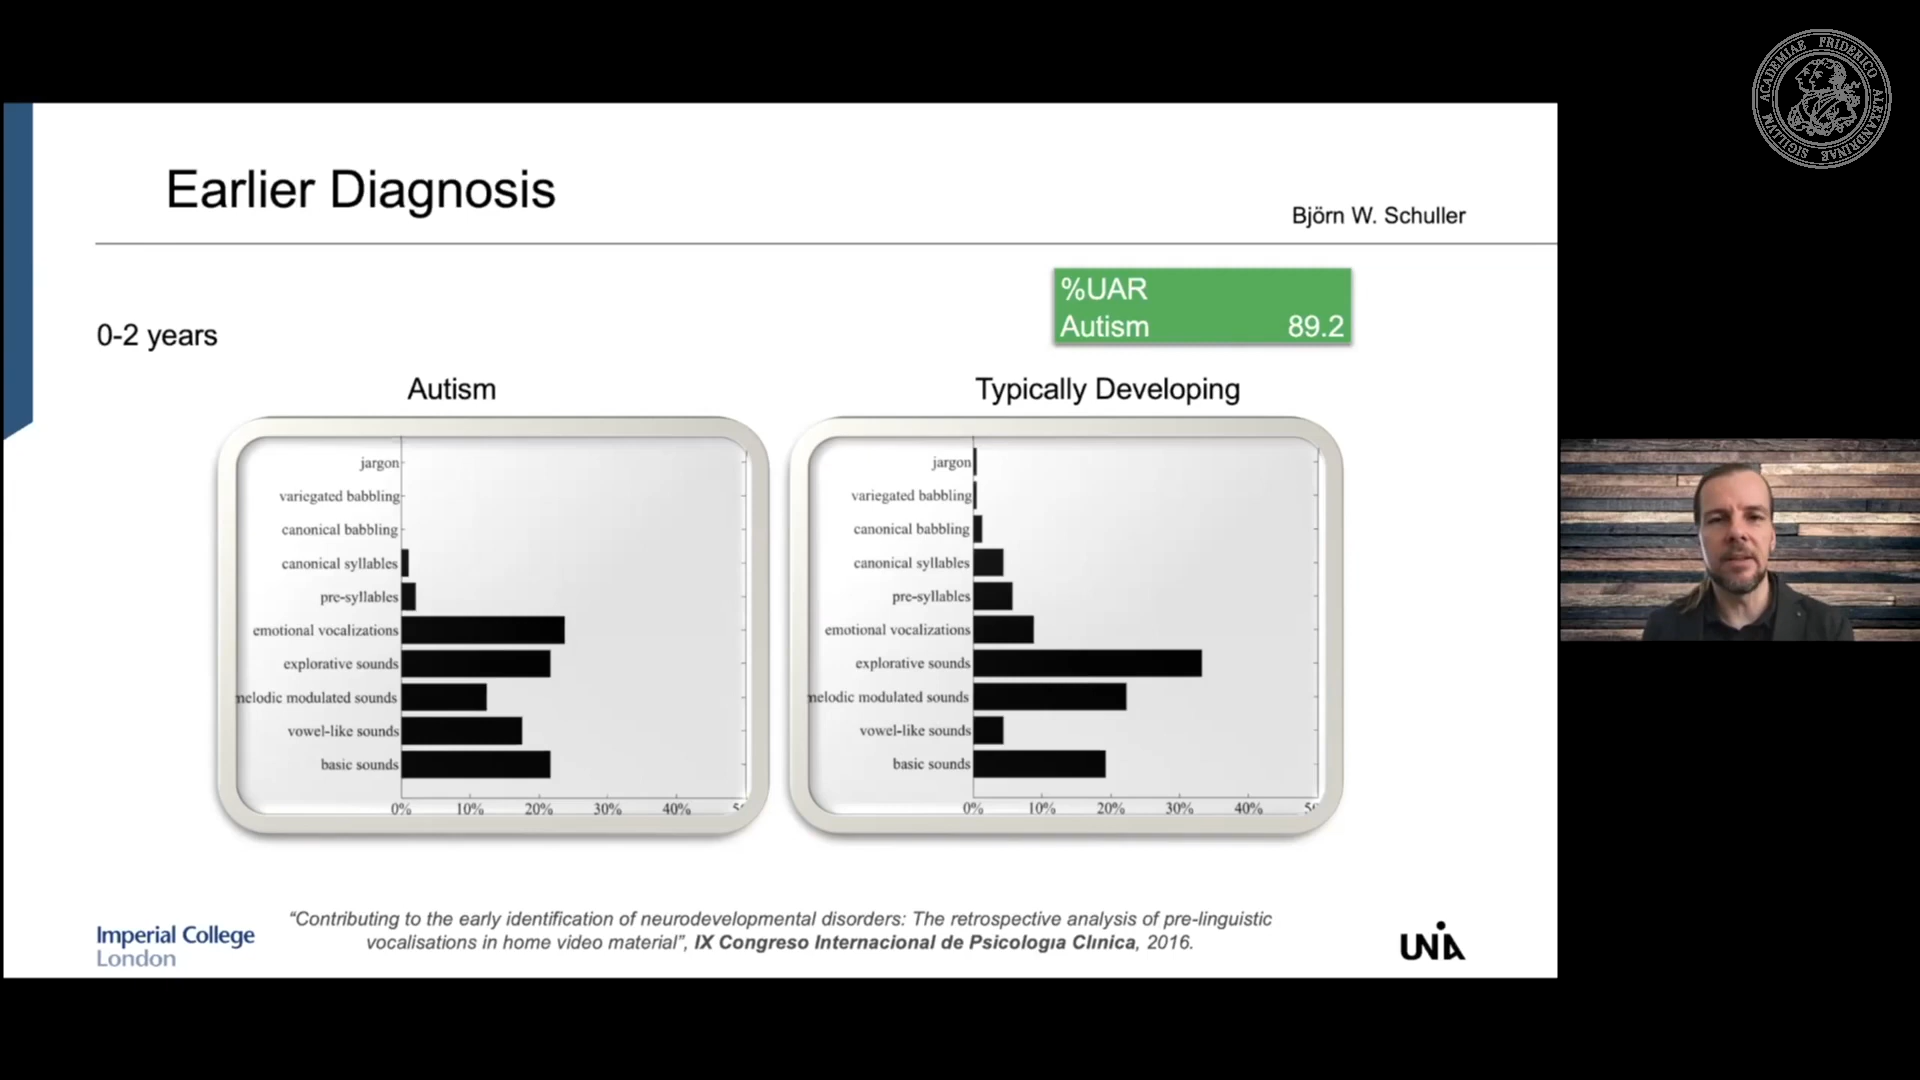 ACADEMIAE FRIDERICO ALEXANDRINAE SIGILLVM
Earlier Diagnosis
Björn W. Schuller
%UAR
Autism 89.2
0-2 years
Autism
jargon
variegated babbling
canonical babbling
canonical syllables
pre-syllables
emotional vocalizations
explorative sounds
melodic modulated sounds
vowel-like sounds
basic sounds
0% 10% 20% 30% 40%
Typically Developing
jargon
variegated babbling
canonical babbling
canonical syllables
pre-syllables
emotional vocalizations
explorative sounds
melodic modulated sounds
vowel-like sounds
basic sounds
0% 10% 20% 30% 40%
Imperial College
London
“Contributing to the early identification of neurodevelopmental disorders: The retrospective analysis of pre-linguistic
vocalisations in home video material”, IX Congreso Internacional de Psicologıa Clınica, 2016.
UNIA